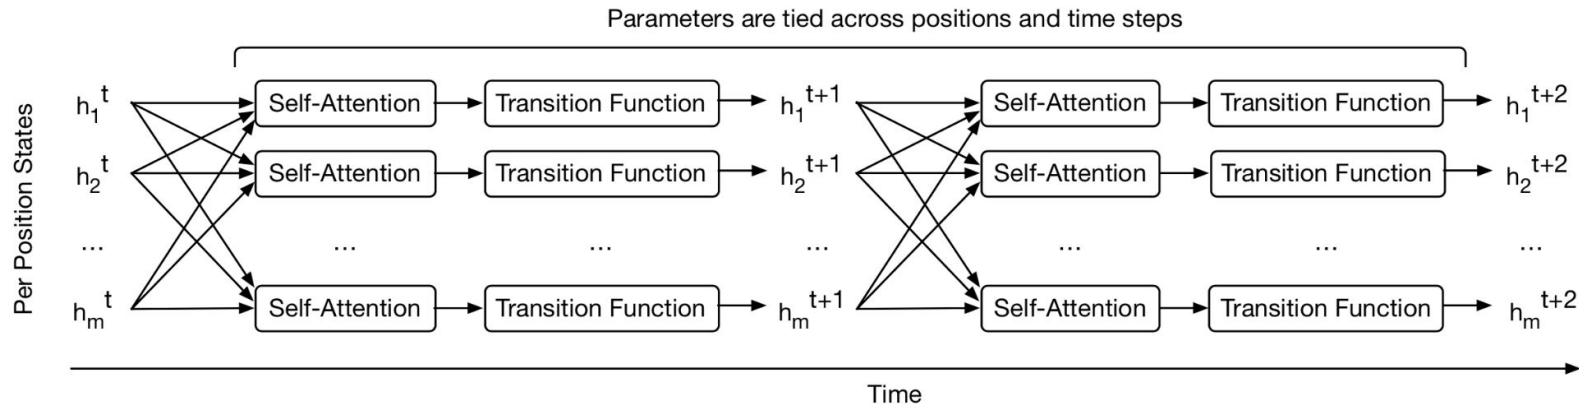 Parameters are tied across positions and time steps
Per Position States
h₁ᵗ Self-Attention Transition Function h₁ᵗ⁺¹ Self-Attention Transition Function h₁ᵗ⁺²
h₂ᵗ Self-Attention Transition Function h₂ᵗ⁺¹ Self-Attention Transition Function h₂ᵗ⁺²
... ... ... ... ... ... ...
hₘᵗ Self-Attention Transition Function hₘᵗ⁺¹ Self-Attention Transition Function hₘᵗ⁺²
Time